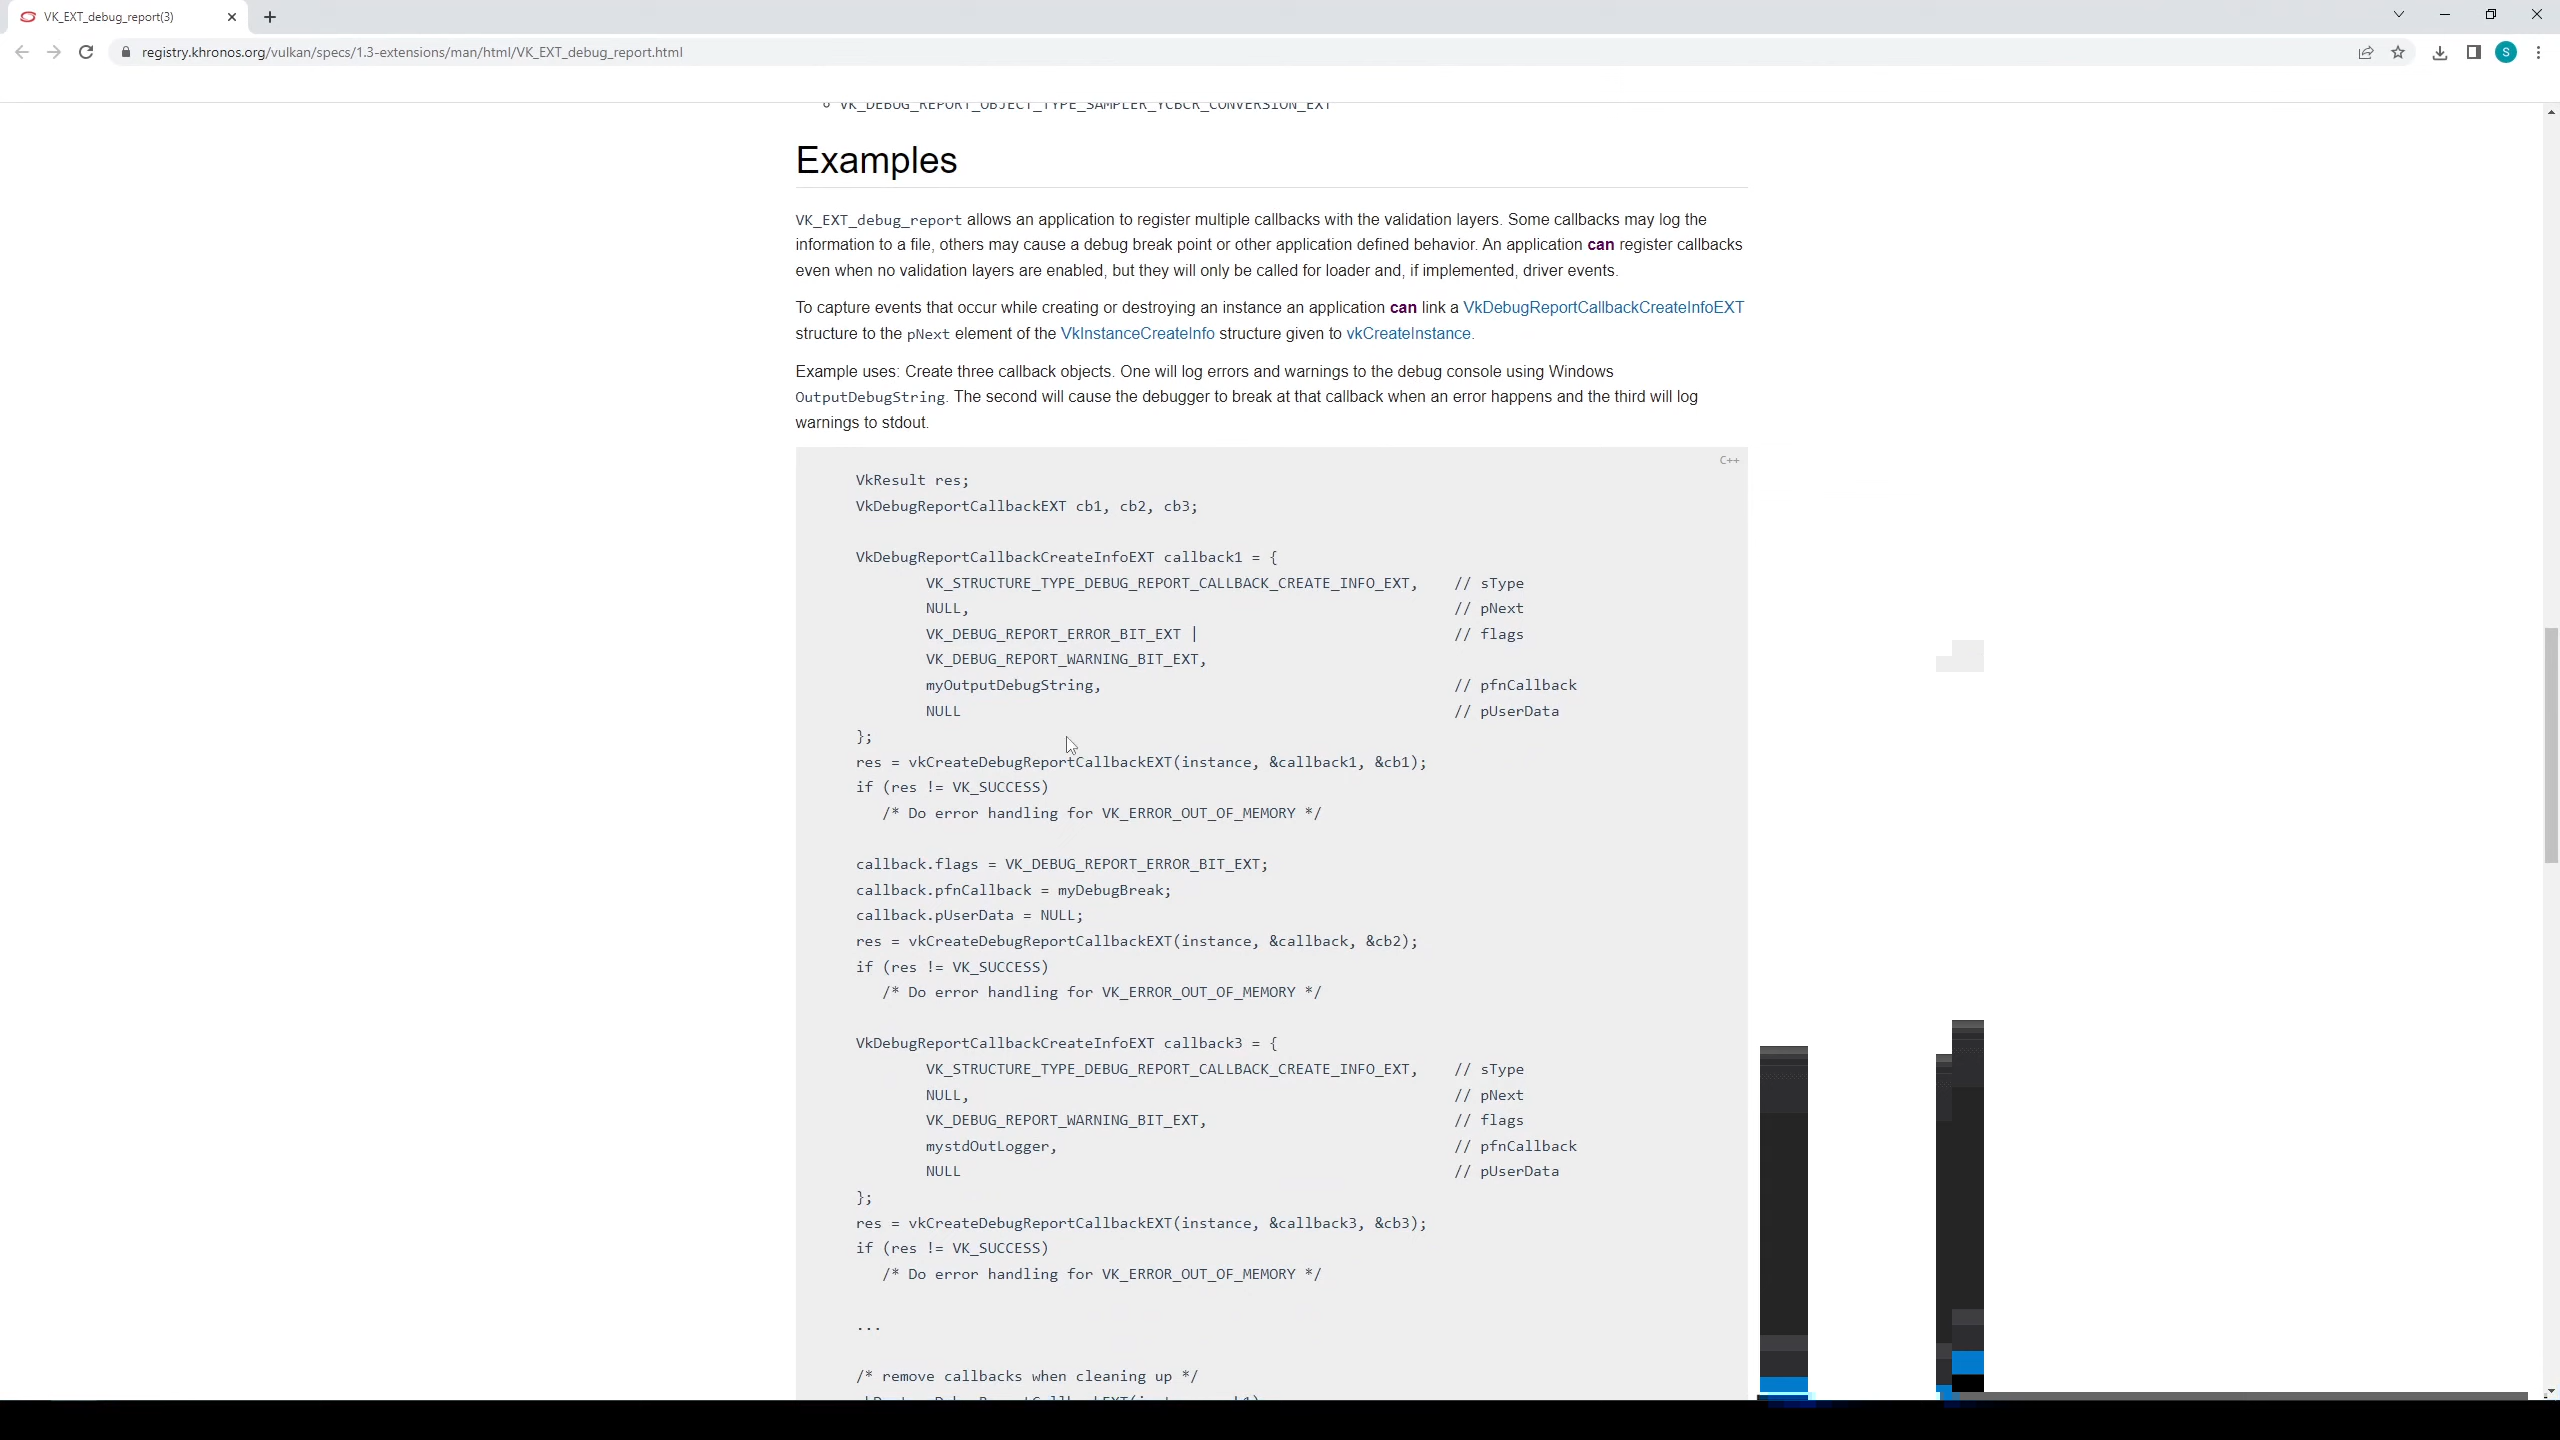 VK_EXT_debug_report(3)
S
registry.khronos.org/vulkan/specs/1.3-extensions/man/html/VK_EXT_debug_report.html
VK_DEBUG_REPORT_OBJECT_TYPE_SAMPLER_YCBCR_CONVERSION_EXT
Examples
VK_EXT_debug_report allows an application to register multiple callbacks with the validation layers. Some callbacks may log the
information to a file, others may cause a debug break point or other application defined behavior. An application can register callbacks
even when no validation layers are enabled, but they will only be called for loader and, if implemented, driver events.
To capture events that occur while creating or destroying an instance an application can link a VkDebugReportCallbackCreateInfoEXT
structure to the pNext element of the VkInstanceCreateInfo structure given to vkCreateInstance.
Example uses: Create three callback objects. One will log errors and warnings to the debug console using Windows
OutputDebugString. The second will cause the debugger to break at that callback when an error happens and the third will log
warnings to stdout.
C++
VkResult res;
VkDebugReportCallbackEXT cb1, cb2, cb3;
VkDebugReportCallbackCreateInfoEXT callback1 = {
VK_STRUCTURE_TYPE_DEBUG_REPORT_CALLBACK_CREATE_INFO_EXT, // sType
NULL, // pNext
VK_DEBUG_REPORT_ERROR_BIT_EXT | // flags
VK_DEBUG_REPORT_WARNING_BIT_EXT,
myOutputDebugString, // pfnCallback
NULL // pUserData
};
res = vkCreateDebugReportCallbackEXT(instance, &callback1, &cb1);
if (res != VK_SUCCESS)
/* Do error handling for VK_ERROR_OUT_OF_MEMORY */
callback.flags = VK_DEBUG_REPORT_ERROR_BIT_EXT;
callback.pfnCallback = myDebugBreak;
callback.pUserData = NULL;
res = vkCreateDebugReportCallbackEXT(instance, &callback, &cb2);
if (res != VK_SUCCESS)
/* Do error handling for VK_ERROR_OUT_OF_MEMORY */
VkDebugReportCallbackCreateInfoEXT callback3 = {
VK_STRUCTURE_TYPE_DEBUG_REPORT_CALLBACK_CREATE_INFO_EXT, // sType
NULL, // pNext
VK_DEBUG_REPORT_WARNING_BIT_EXT, // flags
mystdOutLogger, // pfnCallback
NULL // pUserData
};
res = vkCreateDebugReportCallbackEXT(instance, &callback3, &cb3);
if (res != VK_SUCCESS)
/* Do error handling for VK_ERROR_OUT_OF_MEMORY */
...
/* remove callbacks when cleaning up */